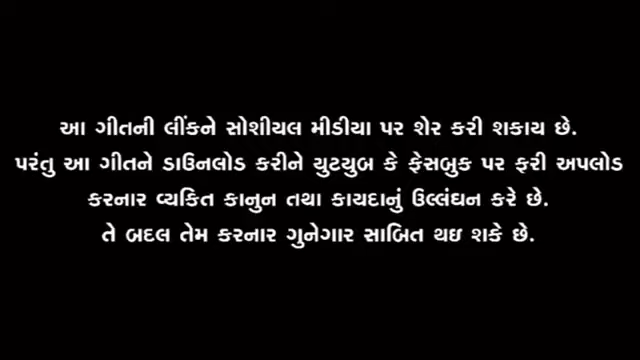 આ ગીતની લીંકને સોશીયલ મીડીયા પર શેર કરી શકાય છે.
પરંતુ આ ગીતને ડાઉનલોડ કરીને યુટયુબ કે ફેસબુક પર ફરી અપલોડ
કરનાર વ્યકિત કાનુન તથા કાયદાનું ઉલ્લંઘન કરે છે.
તે બદલ તેમ કરનાર ગુનેગાર સાબિત થઇ શકે છે.